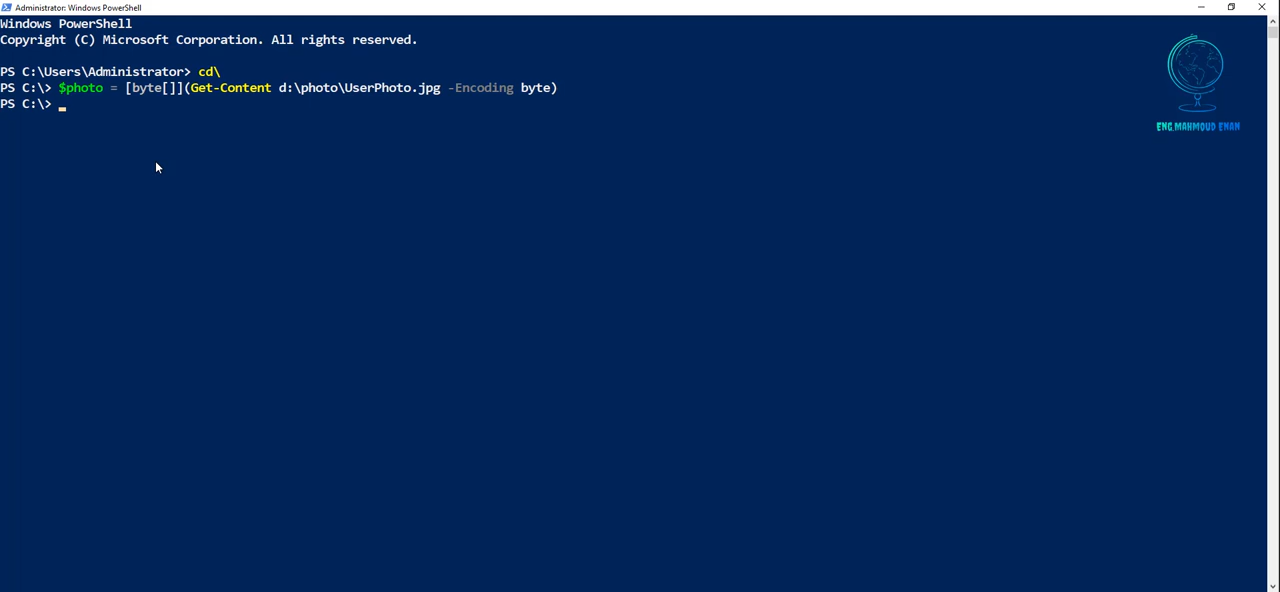 Administrator: Windows PowerShell
Windows PowerShell
Copyright (C) Microsoft Corporation. All rights reserved.
PS C:\Users\Administrator> cd\
PS C:\> $photo = [byte[]](Get-Content d:\photo\UserPhoto.jpg -Encoding byte)
PS C:\>
ENG.MAHMOUD ENAN